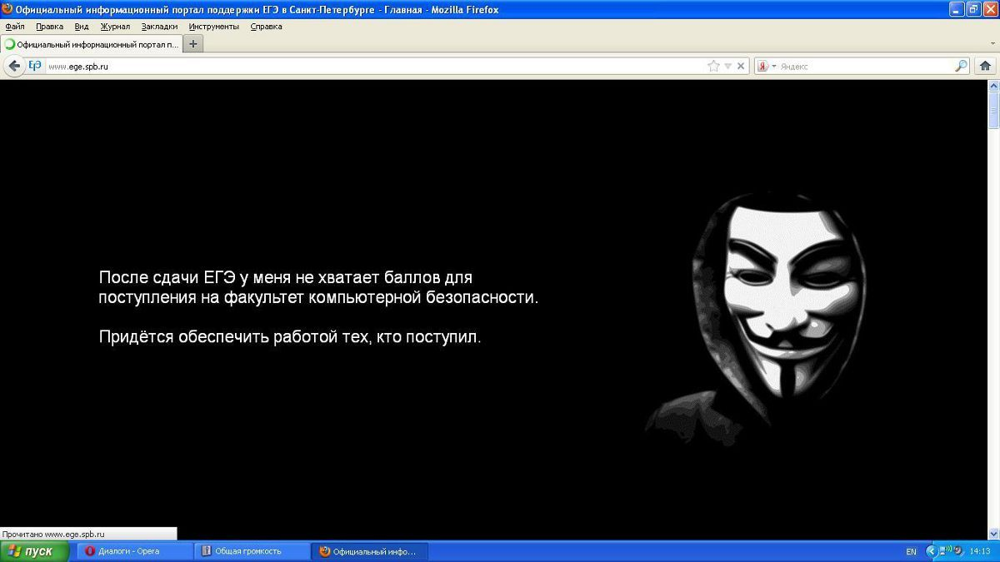 Официальный информационный портал поддержки ЕГЭ в Санкт-Петербурге - Главная - Mozilla Firefox
Файл Правка Вид Журнал Закладки Инструменты Справка
Официальный информационный портал п... +
ЕГЭ www.ege.spb.ru Я Яндекс
После сдачи ЕГЭ у меня не хватает баллов для
поступления на факультет компьютерной безопасности.
Придётся обеспечить работой тех, кто поступил.
Прочитано www.ege.spb.ru
пуск Диалоги - Opera Общая громкость Официальный инфо... EN 14:13